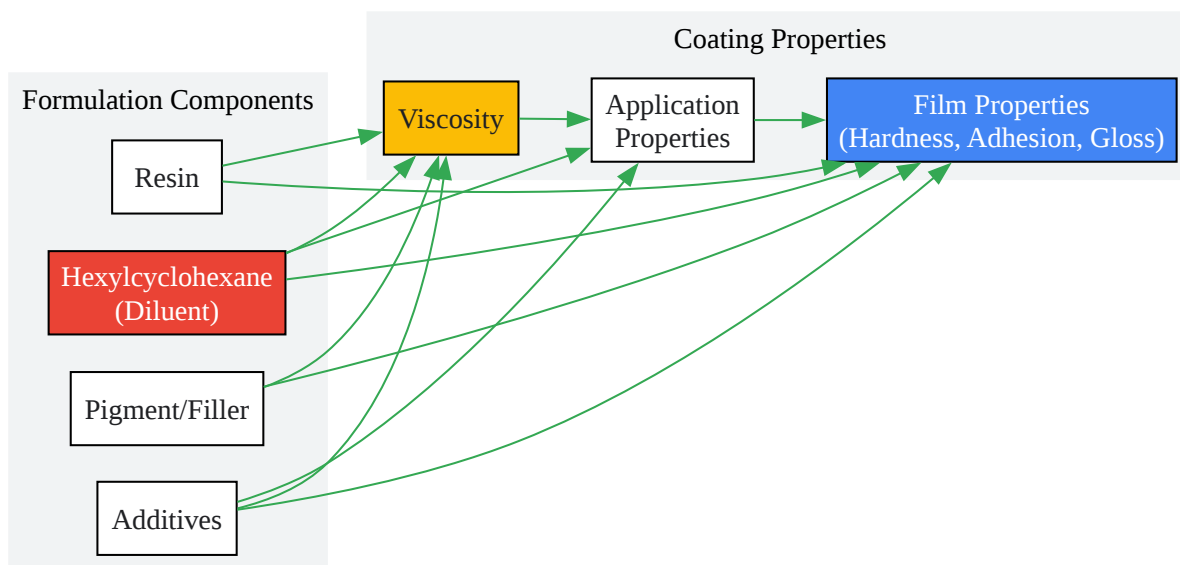 Coating Properties
Formulation Components
Viscosity
Application
Properties
Film Properties
(Hardness, Adhesion, Gloss)
Resin
Hexylcyclohexane
(Diluent)
Pigment/Filler
Additives